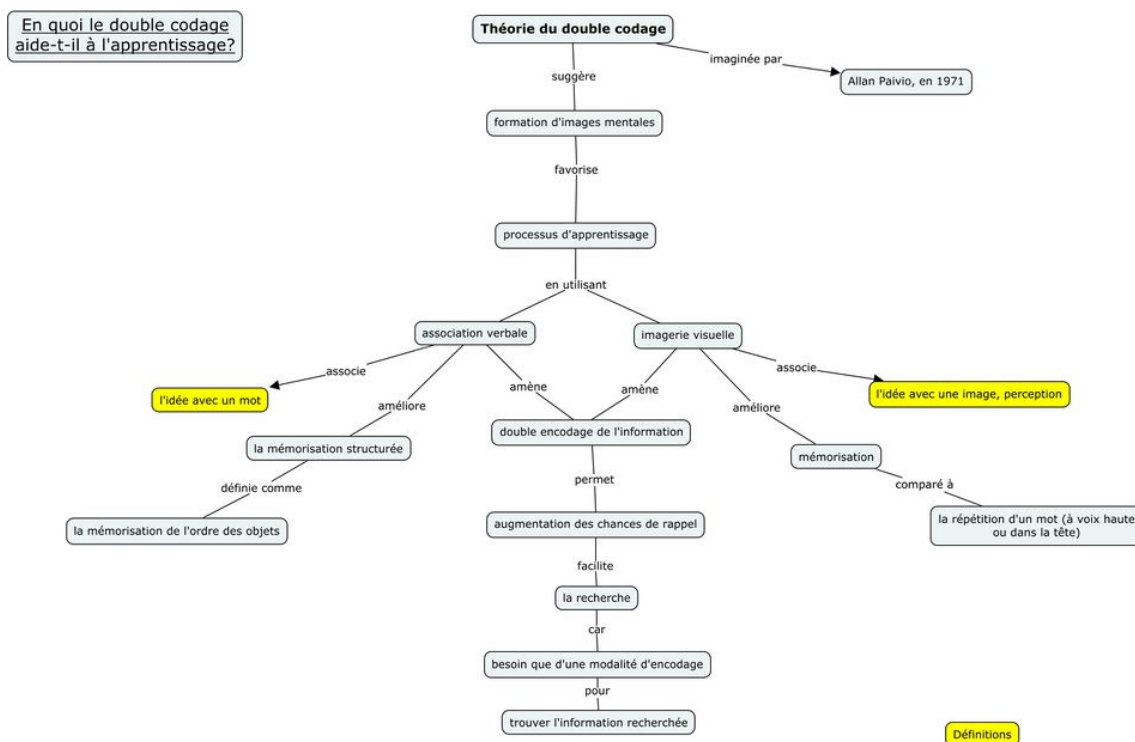 En quoi le double codage
aide-t-il à l'apprentissage?
Théorie du double codage
imaginée par
Allan Paivio, en 1971
suggère
formation d'images mentales
favorise
processus d'apprentissage
en utilisant
association verbale
imagerie visuelle
associe
amène
amène
associe
l'idée avec un mot
l'idée avec une image, perception
améliore
améliore
double encodage de l'information
la mémorisation structurée
mémorisation
définie comme
permet
comparé à
la mémorisation de l'ordre des objets
augmentation des chances de rappel
la répétition d'un mot (à voix haute
ou dans la tête)
facilite
la recherche
car
besoin que d'une modalité d'encodage
pour
trouver l'information recherchée
Définitions